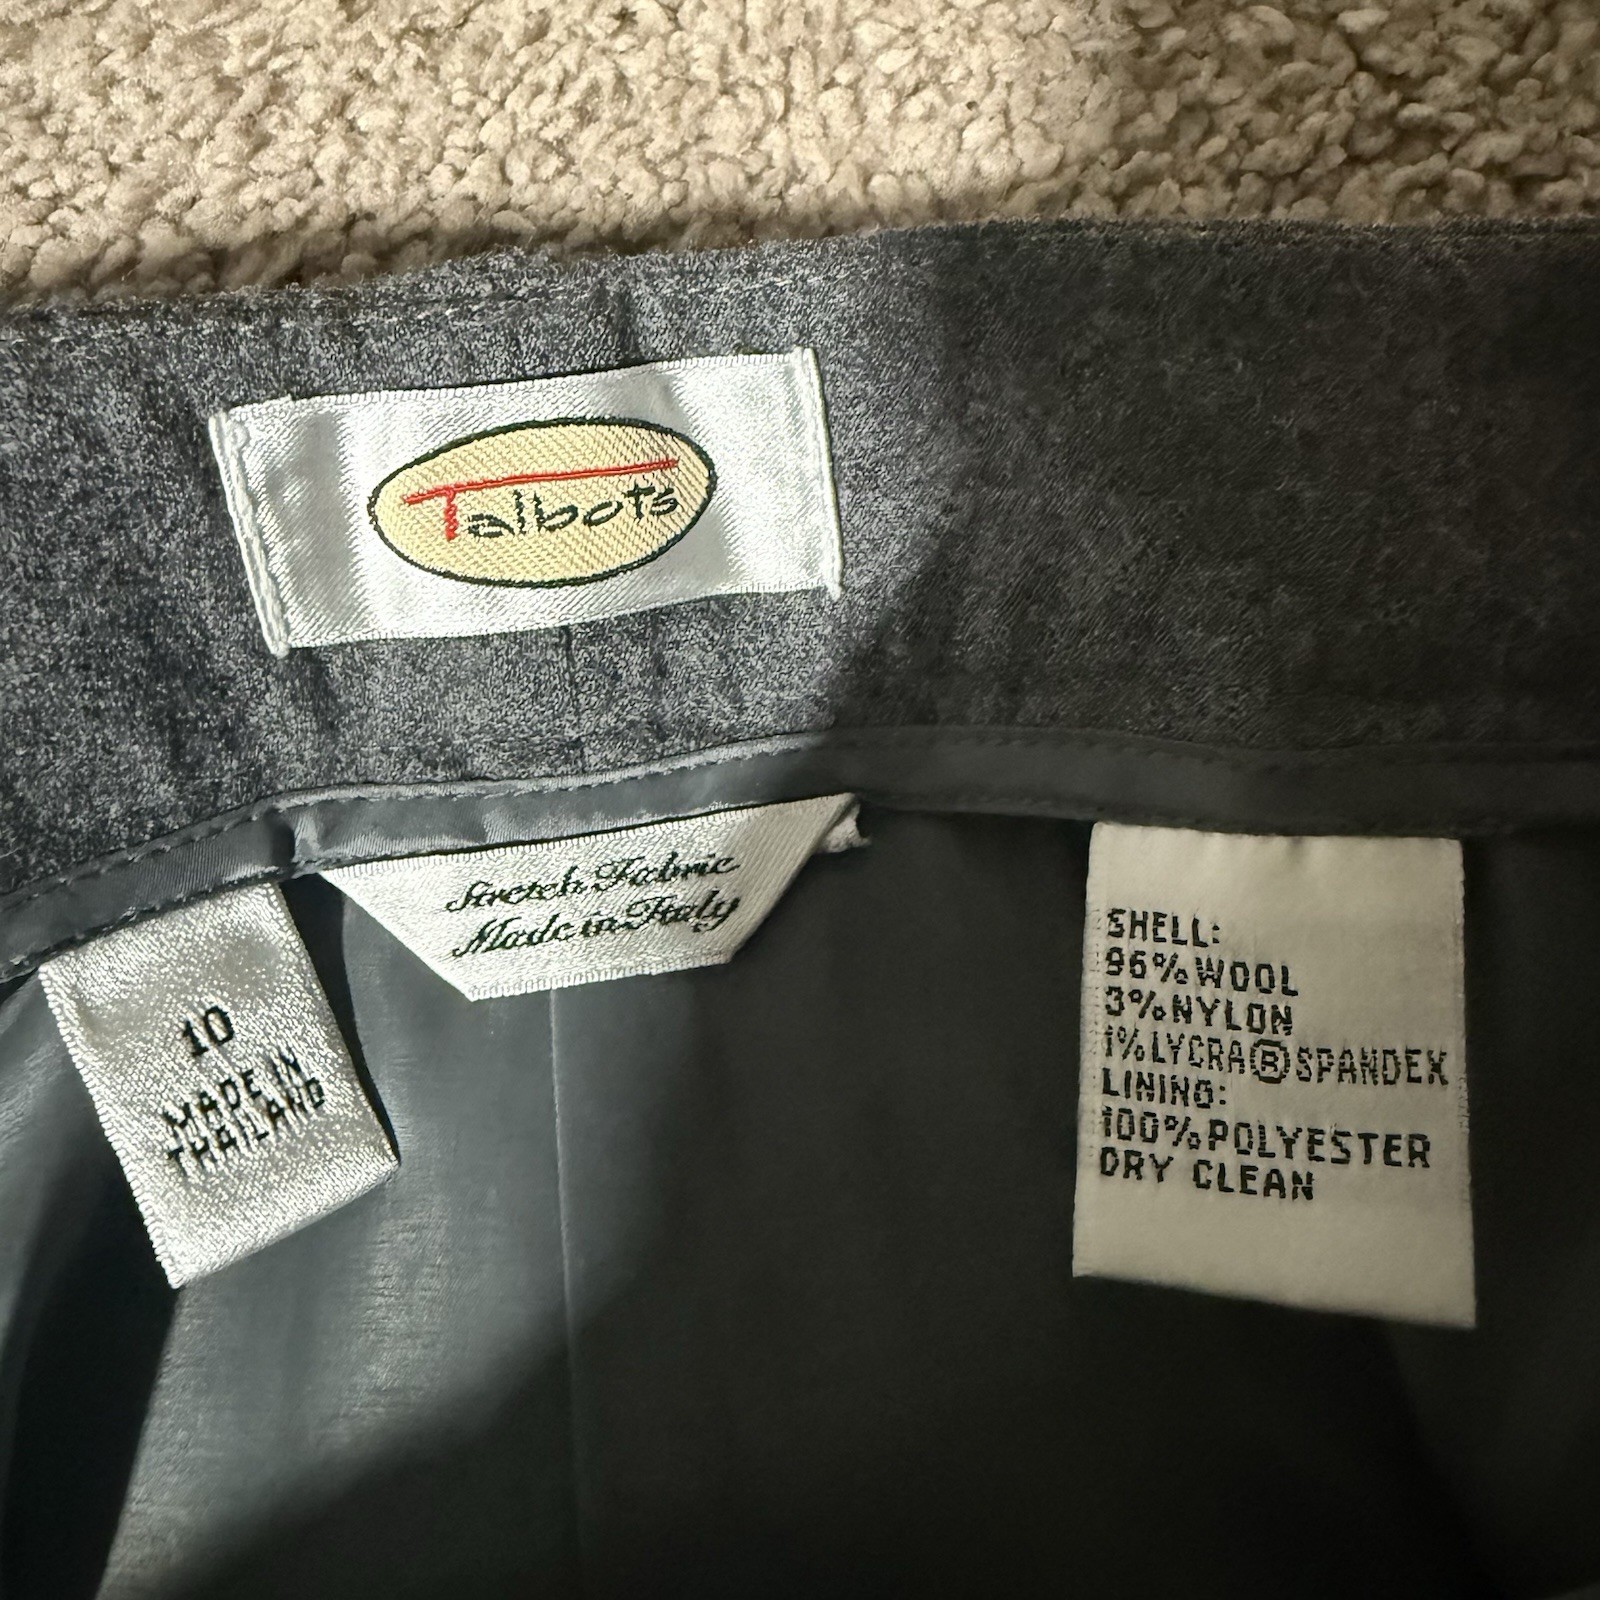 Talbots
Stretch Fabric
Made in Italy
10
MADE IN
THAILAND
SHELL:
96% WOOL
3% NYLON
1% LYCRA® SPANDEX
LINING:
100% POLYESTER
DRY CLEAN